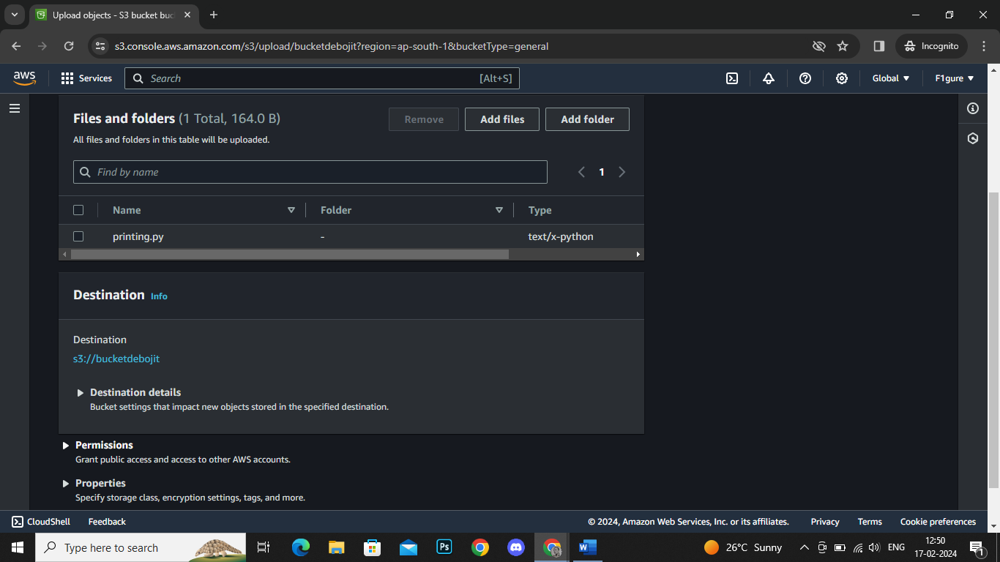 Upload objects - S3 bucket buc
s3.console.aws.amazon.com/s3/upload/bucketdebojit?region=ap-south-1&bucketType=general
Incognito
aws
Services
Search
[Alt+S]
Global
F1gure
Files and folders (1 Total, 164.0 B)
Remove
Add files
Add folder
All files and folders in this table will be uploaded.
Find by name
1
Name
Folder
Type
printing.py
-
text/x-python
Destination Info
Destination
s3://bucketdebojit
Destination details
Bucket settings that impact new objects stored in the specified destination.
Permissions
Grant public access and access to other AWS accounts.
Properties
Specify storage class, encryption settings, tags, and more.
CloudShell
Feedback
© 2024, Amazon Web Services, Inc. or its affiliates.
Privacy
Terms
Cookie preferences
Type here to search
Ps
W
26°C Sunny
ENG
12:50
17-02-2024
1